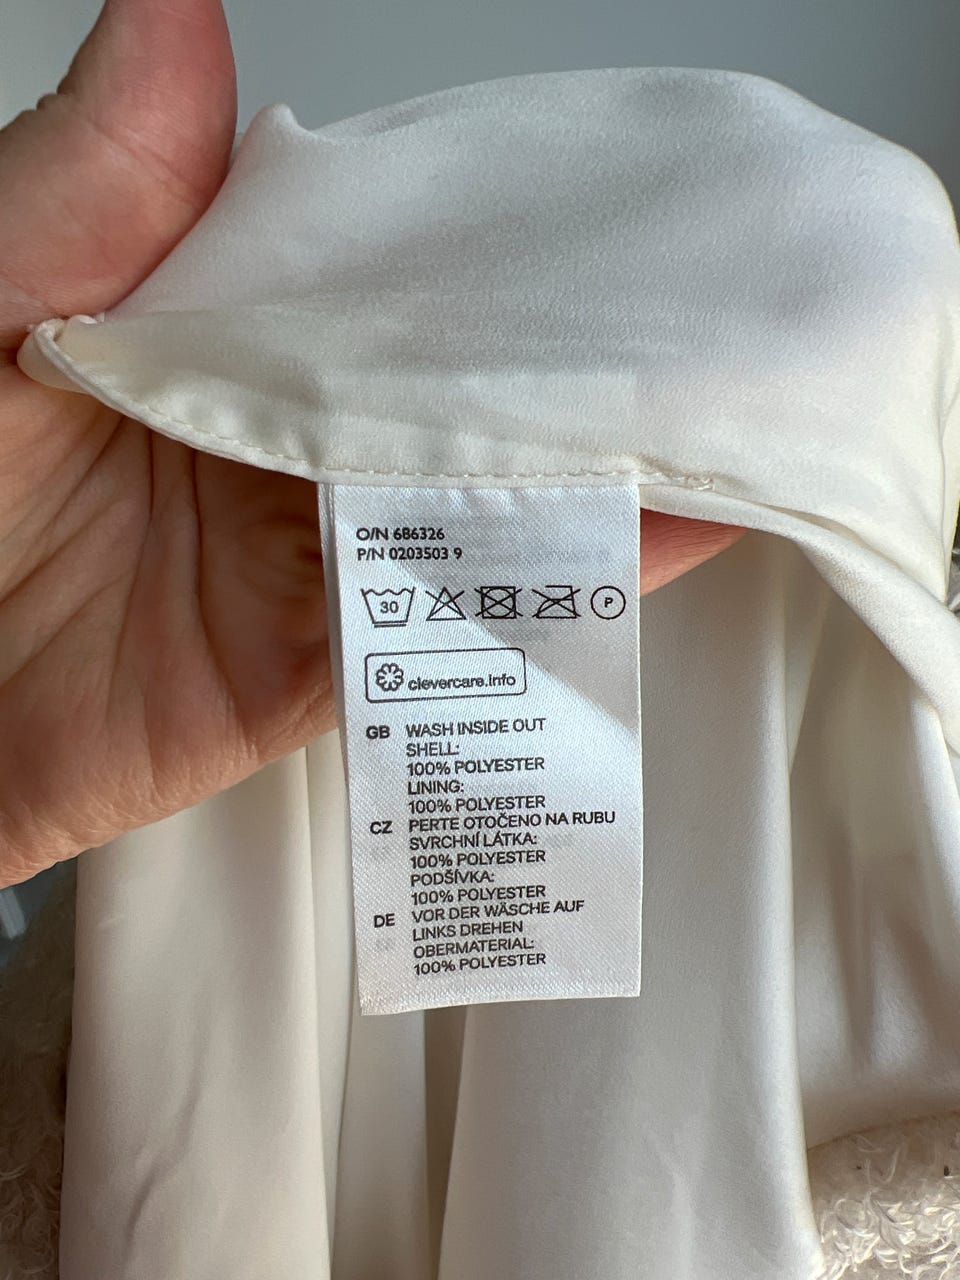 O/N 686326
P/N 0203503 9
30
P
clevercare.info
GB WASH INSIDE OUT
SHELL:
100% POLYESTER
LINING:
100% POLYESTER
CZ PERTE OTOČENO NA RUBU
SVRCHNÍ LÁTKA:
100% POLYESTER
PODŠÍVKA:
100% POLYESTER
DE VOR DER WÄSCHE AUF
LINKS DREHEN
OBERMATERIAL:
100% POLYESTER